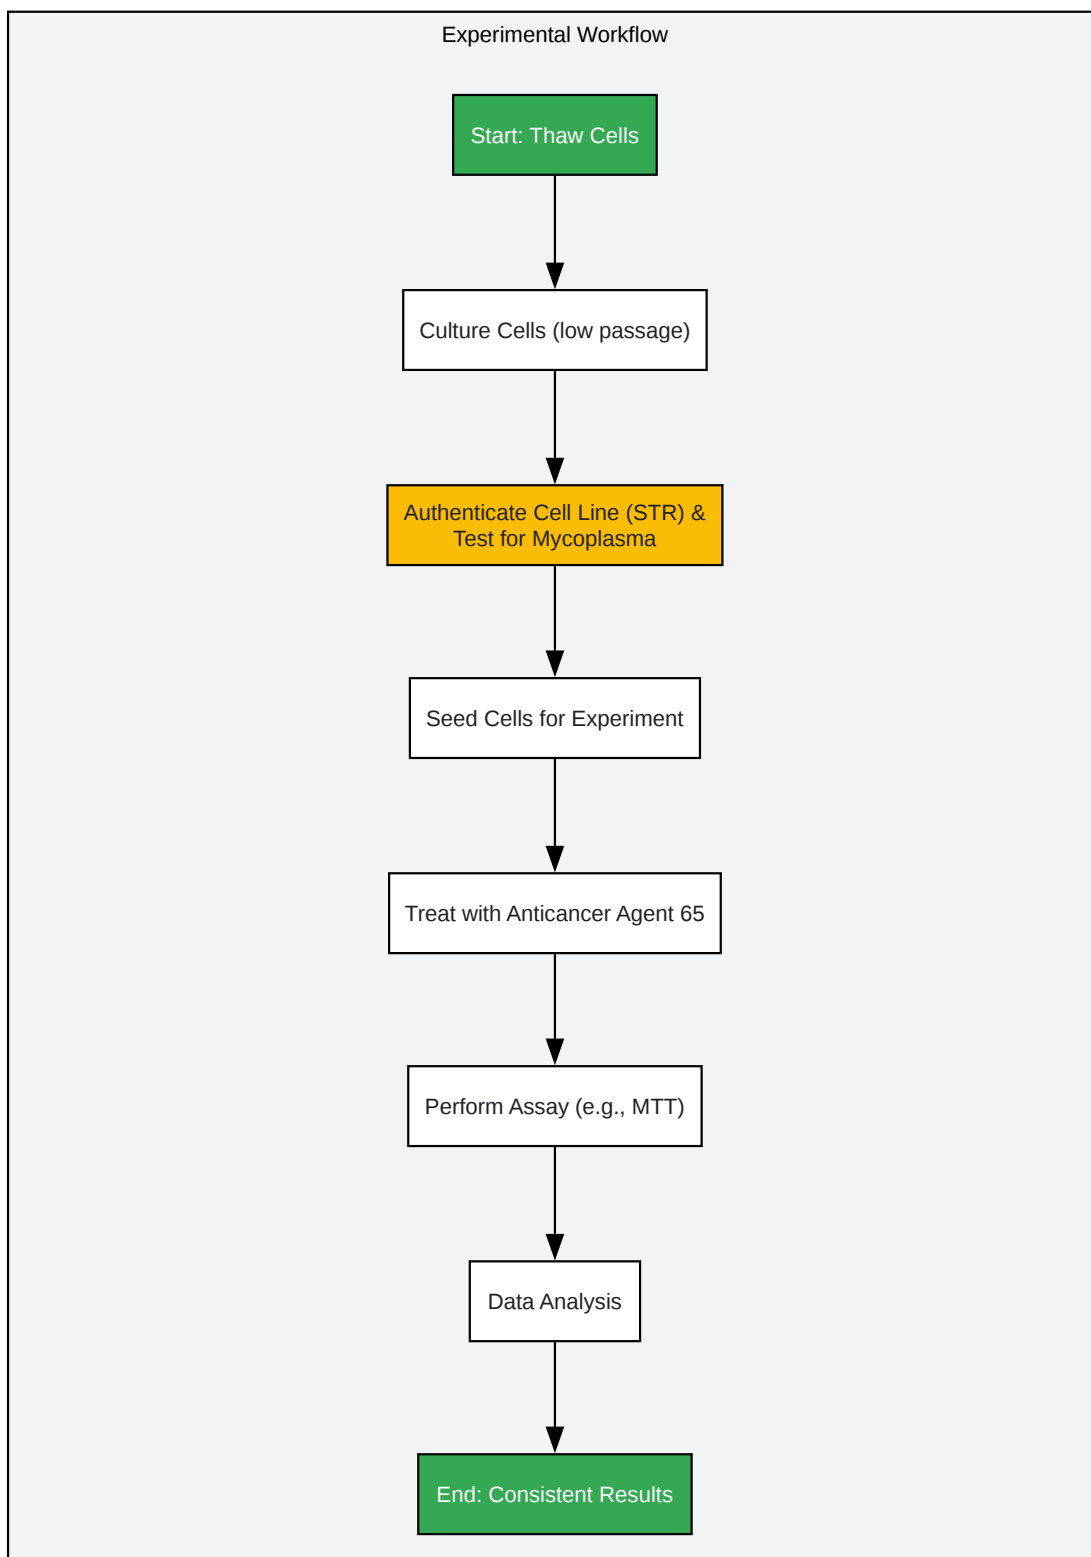 Experimental Workflow
Start: Thaw Cells
Culture Cells (low passage)
Authenticate Cell Line (STR) &
Test for Mycoplasma
Seed Cells for Experiment
Treat with Anticancer Agent 65
Perform Assay (e.g., MTT)
Data Analysis
End: Consistent Results